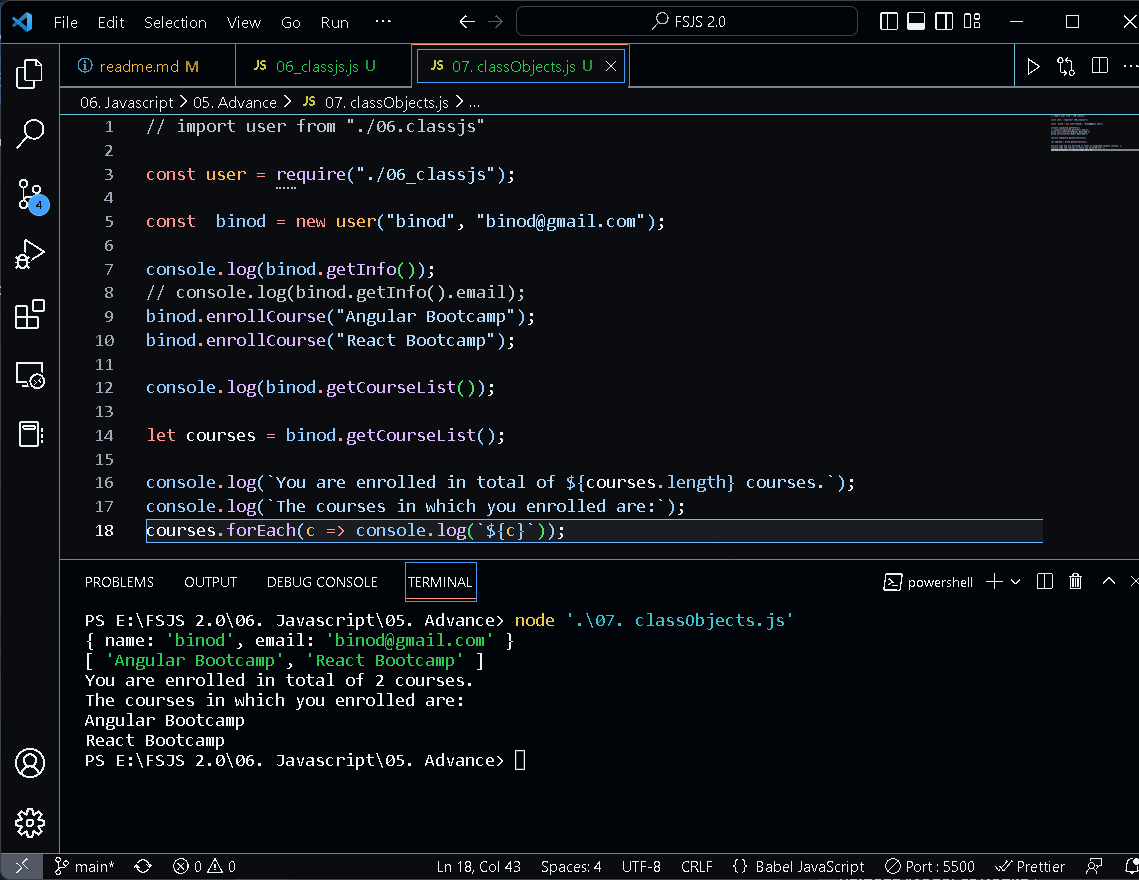 File Edit Selection View Go Run ··· FSJS 2.0
readme.md M JS 06_classjs.js U JS 07. classObjects.js U
06. Javascript > 05. Advance > JS 07. classObjects.js > ...
1 // import user from "./06.classjs"
2
3 const user = require("./06_classjs");
4
5 const  binod = new user("binod", "binod@gmail.com");
6
7 console.log(binod.getInfo());
8 // console.log(binod.getInfo().email);
9 binod.enrollCourse("Angular Bootcamp");
10 binod.enrollCourse("React Bootcamp");
11
12 console.log(binod.getCourseList());
13
14 let courses = binod.getCourseList();
15
16 console.log(`You are enrolled in total of ${courses.length} courses.`);
17 console.log(`The courses in which you enrolled are:`);
18 courses.forEach(c => console.log(`${c}`));
4
PROBLEMS OUTPUT DEBUG CONSOLE TERMINAL powershell
PS E:\FSJS 2.0\06. Javascript\05. Advance> node '.\07. classObjects.js'
{ name: 'binod', email: 'binod@gmail.com' }
[ 'Angular Bootcamp', 'React Bootcamp' ]
You are enrolled in total of 2 courses.
The courses in which you enrolled are:
Angular Bootcamp
React Bootcamp
PS E:\FSJS 2.0\06. Javascript\05. Advance>
main* 0 0 Ln 18, Col 43 Spaces: 4 UTF-8 CRLF {} Babel JavaScript Port : 5500 Prettier